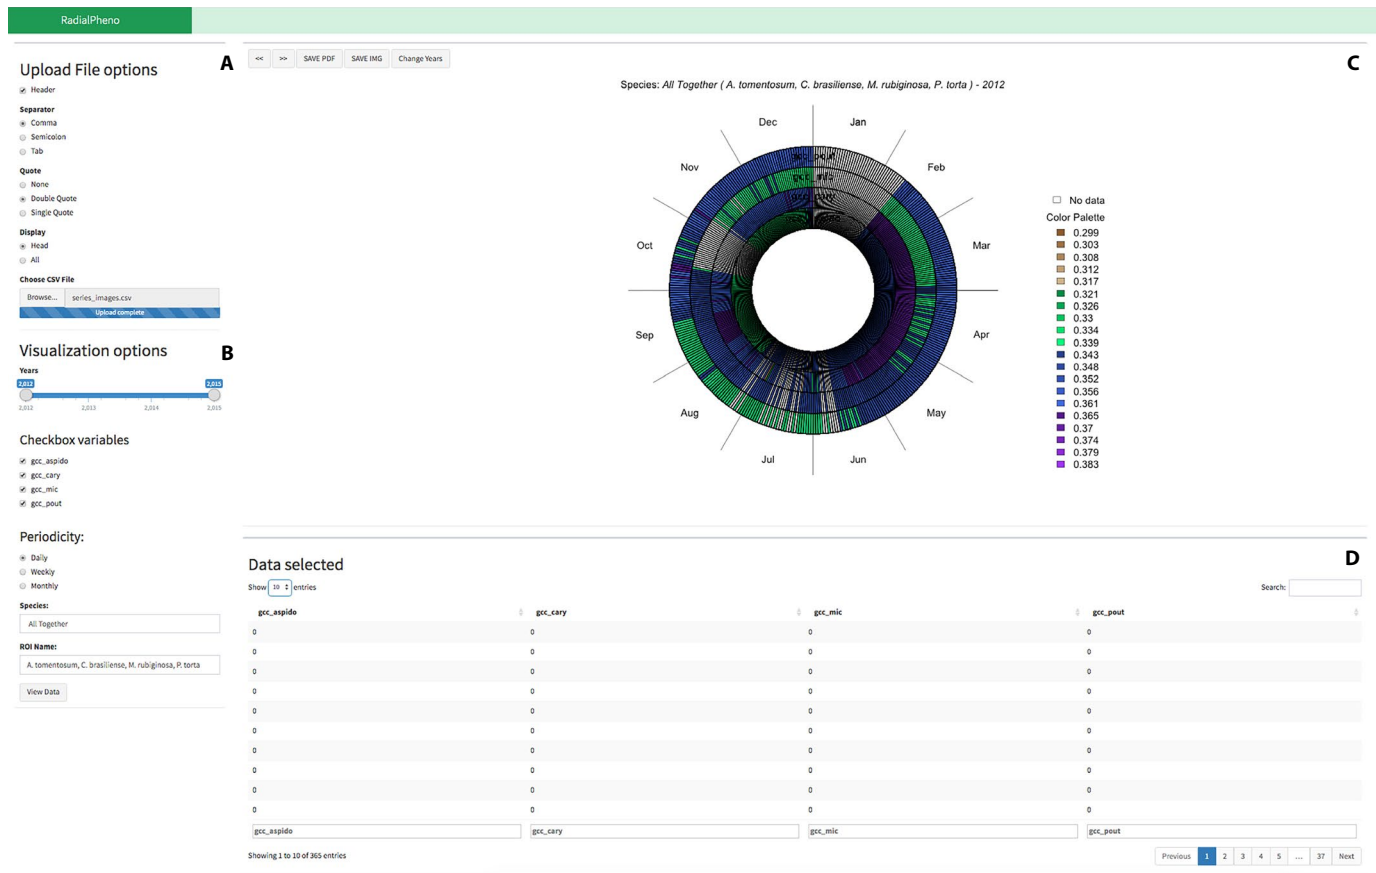 RadialPheno
A
Upload File options
Header
Separator
Comma
Semicolon
Tab
Quote
None
Double Quote
Single Quote
Display
Head
All
Choose CSV File
Browse... series_images.csv
Upload complete
Visualization options
B
Years
2,012 2,015
2,012 2,013 2,014 2,015
Checkbox variables
gcc_aspido
gcc_cary
gcc_mic
gcc_pout
Periodicity:
Daily
Weekly
Monthly
Species:
All Together
ROI Name:
A. tomentosum, C. brasiliense, M. rubiginosa, P. torta
View Data
<< >> SAVE PDF SAVE IMG Change Years
C
Species: All Together ( A. tomentosum, C. brasiliense, M. rubiginosa, P. torta ) - 2012
Dec Jan
Nov Feb
Oct Mar
Sep Apr
Aug May
Jul Jun
gcc_pout
gcc_mic
gcc_cary
No data
Color Palette
0.299
0.303
0.308
0.312
0.317
0.321
0.326
0.33
0.334
0.339
0.343
0.348
0.352
0.356
0.361
0.365
0.37
0.374
0.379
0.383
D
Data selected
Show 10 entries
Search:
gcc_aspido gcc_cary gcc_mic gcc_pout
0 0 0 0
0 0 0 0
0 0 0 0
0 0 0 0
0 0 0 0
0 0 0 0
0 0 0 0
0 0 0 0
0 0 0 0
0 0 0 0
gcc_aspido gcc_cary gcc_mic gcc_pout
Showing 1 to 10 of 365 entries
Previous 1 2 3 4 5 ... 37 Next